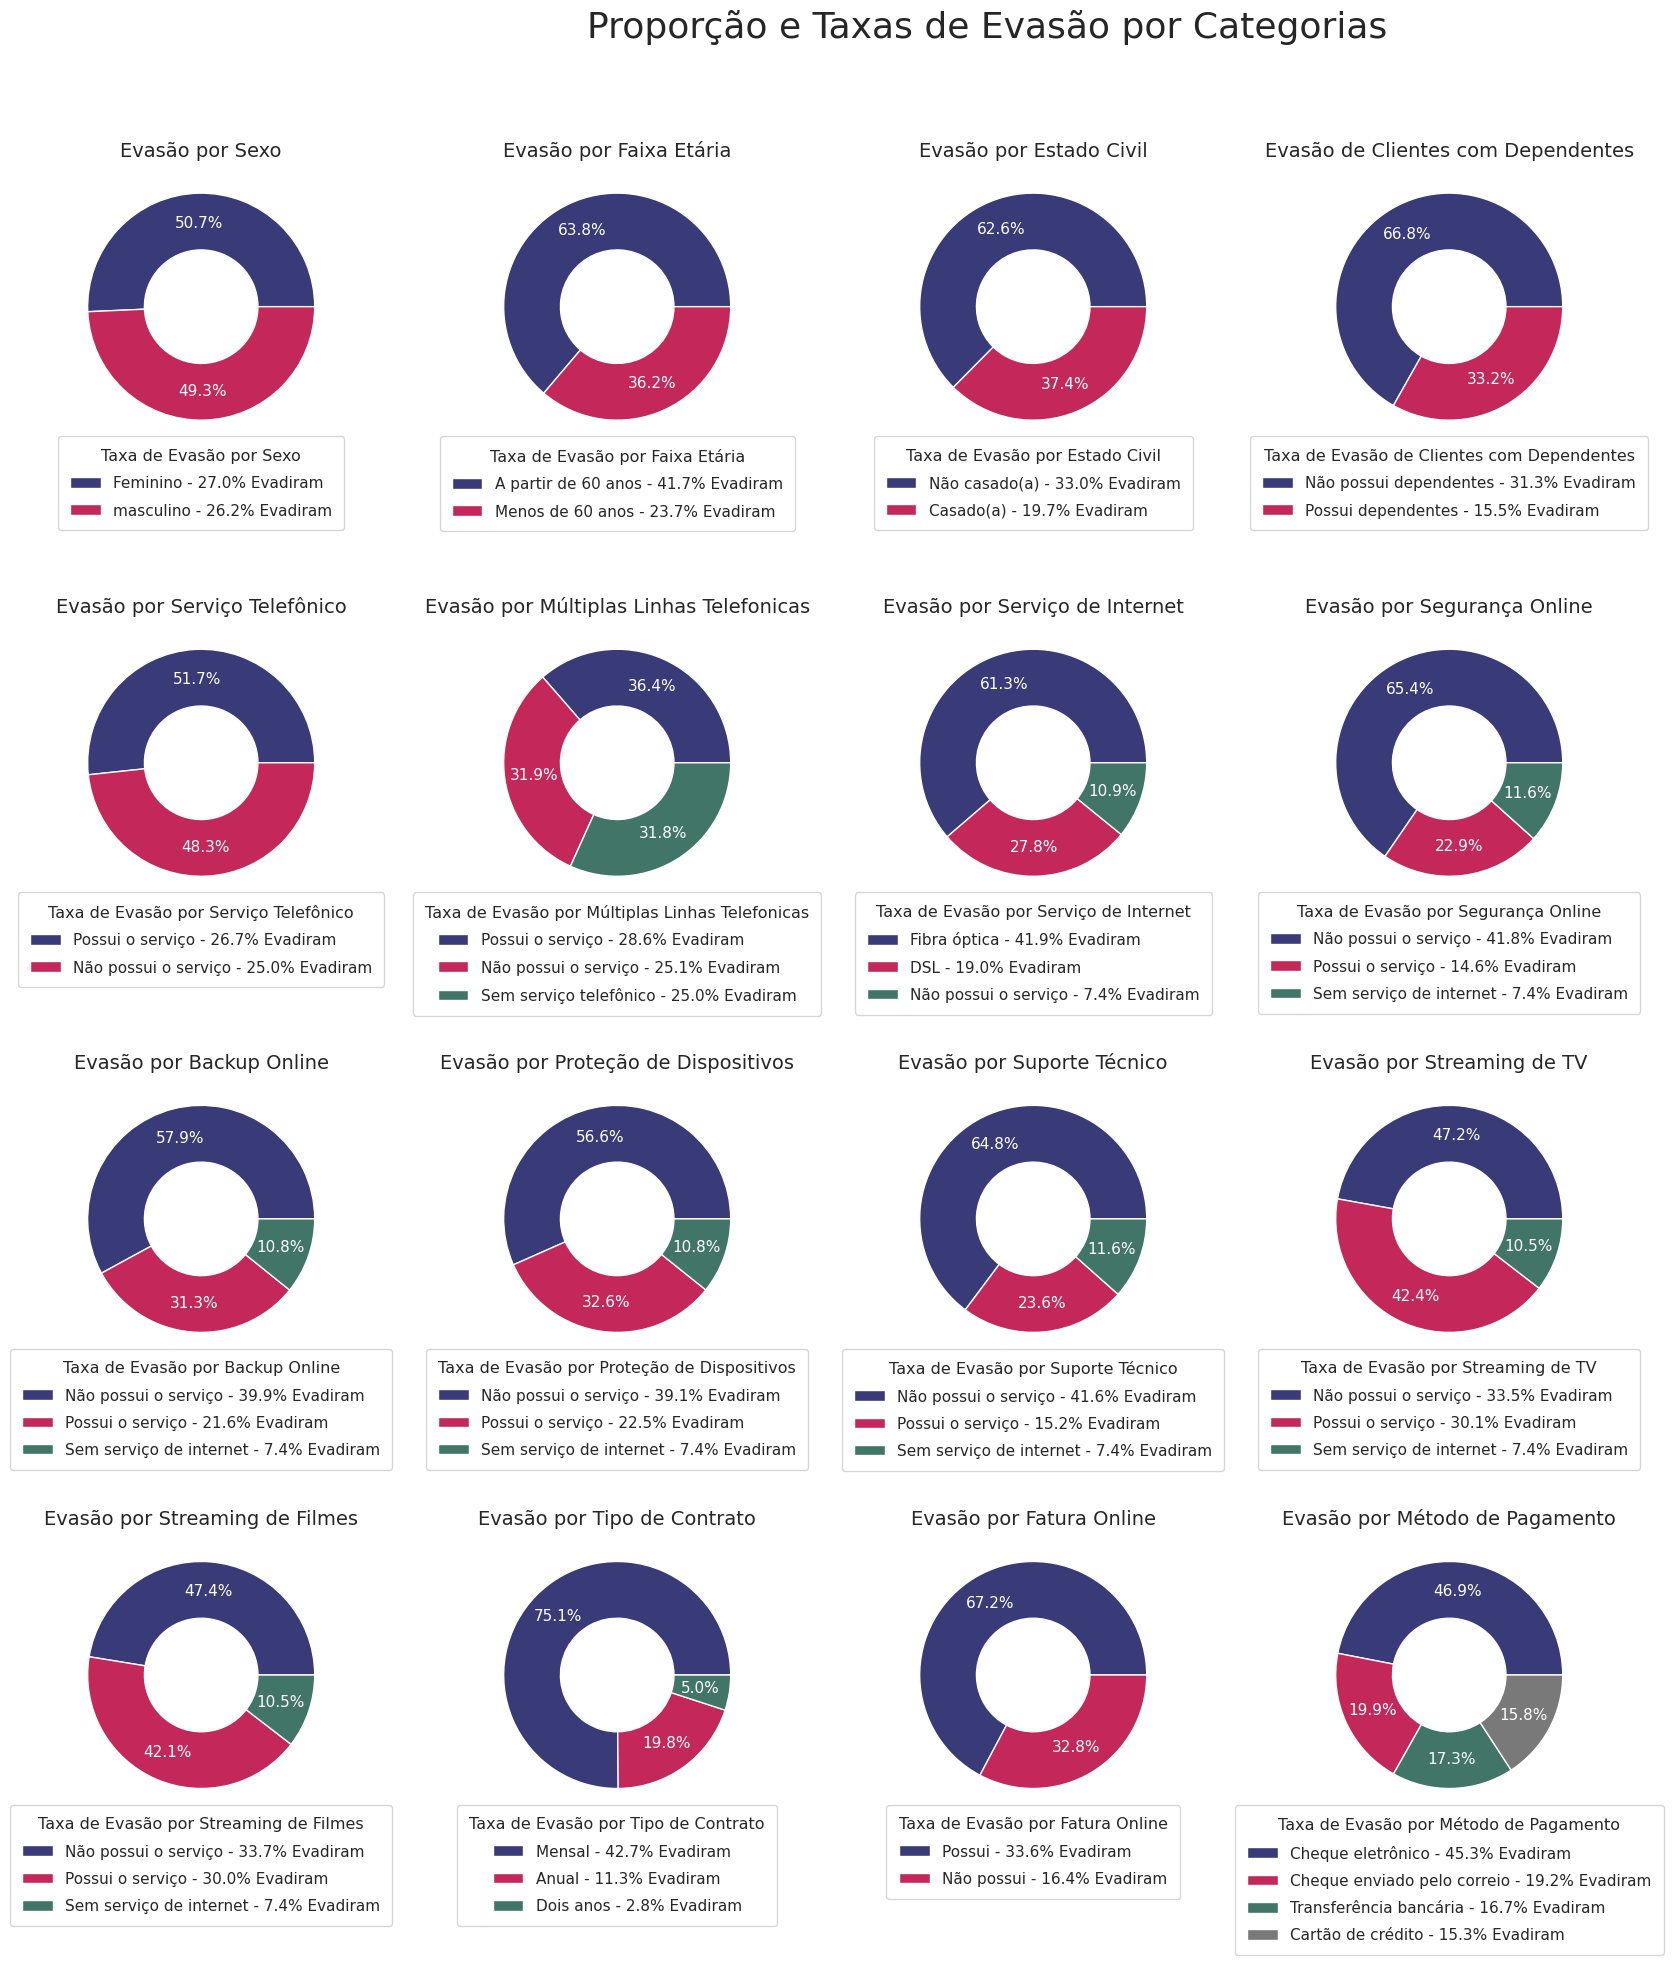 Proporção e Taxas de Evasão por Categorias
Evasão por Sexo
50.7%
49.3%
Taxa de Evasão por Sexo
Feminino - 27.0% Evadiram
masculino - 26.2% Evadiram
Evasão por Faixa Etária
63.8%
36.2%
Taxa de Evasão por Faixa Etária
A partir de 60 anos - 41.7% Evadiram
Menos de 60 anos - 23.7% Evadiram
Evasão por Estado Civil
62.6%
37.4%
Taxa de Evasão por Estado Civil
Não casado(a) - 33.0% Evadiram
Casado(a) - 19.7% Evadiram
Evasão de Clientes com Dependentes
66.8%
33.2%
Taxa de Evasão de Clientes com Dependentes
Não possui dependentes - 31.3% Evadiram
Possui dependentes - 15.5% Evadiram
Evasão por Serviço Telefônico
51.7%
48.3%
Taxa de Evasão por Serviço Telefônico
Possui o serviço - 26.7% Evadiram
Não possui o serviço - 25.0% Evadiram
Evasão por Múltiplas Linhas Telefonicas
36.4%
31.9%
31.8%
Taxa de Evasão por Múltiplas Linhas Telefonicas
Possui o serviço - 28.6% Evadiram
Não possui o serviço - 25.1% Evadiram
Sem serviço telefônico - 25.0% Evadiram
Evasão por Serviço de Internet
61.3%
10.9%
27.8%
Taxa de Evasão por Serviço de Internet
Fibra óptica - 41.9% Evadiram
DSL - 19.0% Evadiram
Não possui o serviço - 7.4% Evadiram
Evasão por Segurança Online
65.4%
11.6%
22.9%
Taxa de Evasão por Segurança Online
Não possui o serviço - 41.8% Evadiram
Possui o serviço - 14.6% Evadiram
Sem serviço de internet - 7.4% Evadiram
Evasão por Backup Online
57.9%
10.8%
31.3%
Taxa de Evasão por Backup Online
Não possui o serviço - 39.9% Evadiram
Possui o serviço - 21.6% Evadiram
Sem serviço de internet - 7.4% Evadiram
Evasão por Proteção de Dispositivos
56.6%
10.8%
32.6%
Taxa de Evasão por Proteção de Dispositivos
Não possui o serviço - 39.1% Evadiram
Possui o serviço - 22.5% Evadiram
Sem serviço de internet - 7.4% Evadiram
Evasão por Suporte Técnico
64.8%
11.6%
23.6%
Taxa de Evasão por Suporte Técnico
Não possui o serviço - 41.6% Evadiram
Possui o serviço - 15.2% Evadiram
Sem serviço de internet - 7.4% Evadiram
Evasão por Streaming de TV
47.2%
10.5%
42.4%
Taxa de Evasão por Streaming de TV
Não possui o serviço - 33.5% Evadiram
Possui o serviço - 30.1% Evadiram
Sem serviço de internet - 7.4% Evadiram
Evasão por Streaming de Filmes
47.4%
10.5%
42.1%
Taxa de Evasão por Streaming de Filmes
Não possui o serviço - 33.7% Evadiram
Possui o serviço - 30.0% Evadiram
Sem serviço de internet - 7.4% Evadiram
Evasão por Tipo de Contrato
75.1%
5.0%
19.8%
Taxa de Evasão por Tipo de Contrato
Mensal - 42.7% Evadiram
Anual - 11.3% Evadiram
Dois anos - 2.8% Evadiram
Evasão por Fatura Online
67.2%
32.8%
Taxa de Evasão por Fatura Online
Possui - 33.6% Evadiram
Não possui - 16.4% Evadiram
Evasão por Método de Pagamento
46.9%
19.9%
15.8%
17.3%
Taxa de Evasão por Método de Pagamento
Cheque eletrônico - 45.3% Evadiram
Cheque enviado pelo correio - 19.2% Evadiram
Transferência bancária - 16.7% Evadiram
Cartão de crédito - 15.3% Evadiram